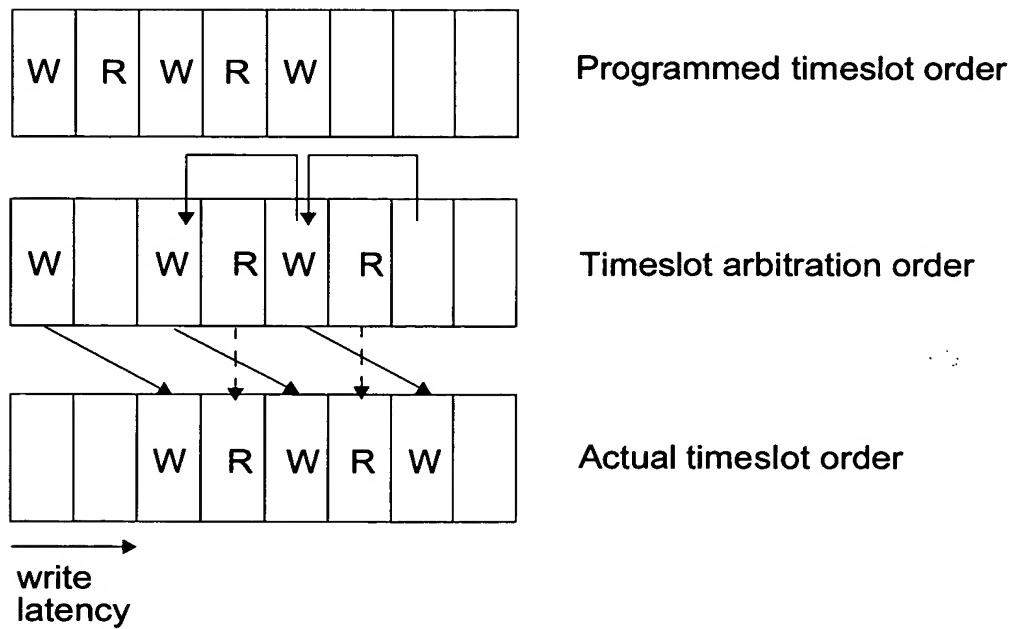 W R W R W Programmed timeslot order
W W R W R Timeslot arbitration order
W R W R W Actual timeslot order
write
latency